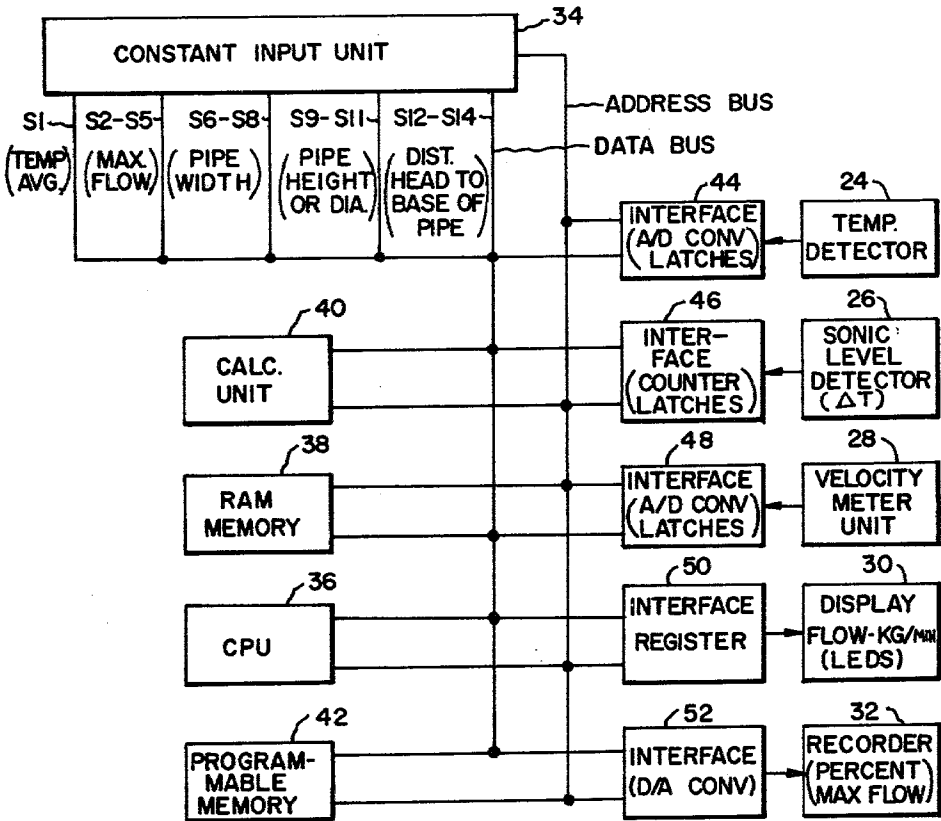 34
CONSTANT INPUT UNIT
S1
(TEMP AVG.)
S2-S5
(MAX. FLOW)
S6-S8
(PIPE WIDTH)
S9-S11
(PIPE HEIGHT OR DIA.)
S12-S14
(DIST. HEAD TO BASE OF PIPE)
ADDRESS BUS
DATA BUS
44
INTERFACE
(A/D CONV LATCHES)
24
TEMP.
DETECTOR
40
CALC.
UNIT
46
INTER-
FACE
(COUNTER LATCHES)
26
SONIC
LEVEL
DETECTOR
(ΔT)
38
RAM
MEMORY
48
INTERFACE
(A/D CONV LATCHES)
28
VELOCITY
METER
UNIT
36
CPU
50
INTERFACE
REGISTER
30
DISPLAY
FLOW-KG/
(LEDS)
42
PROGRAM-
MABLE
MEMORY
52
INTERFACE
(D/A CONV)
32
RECORDER
(PERCENT MAX FLOW)